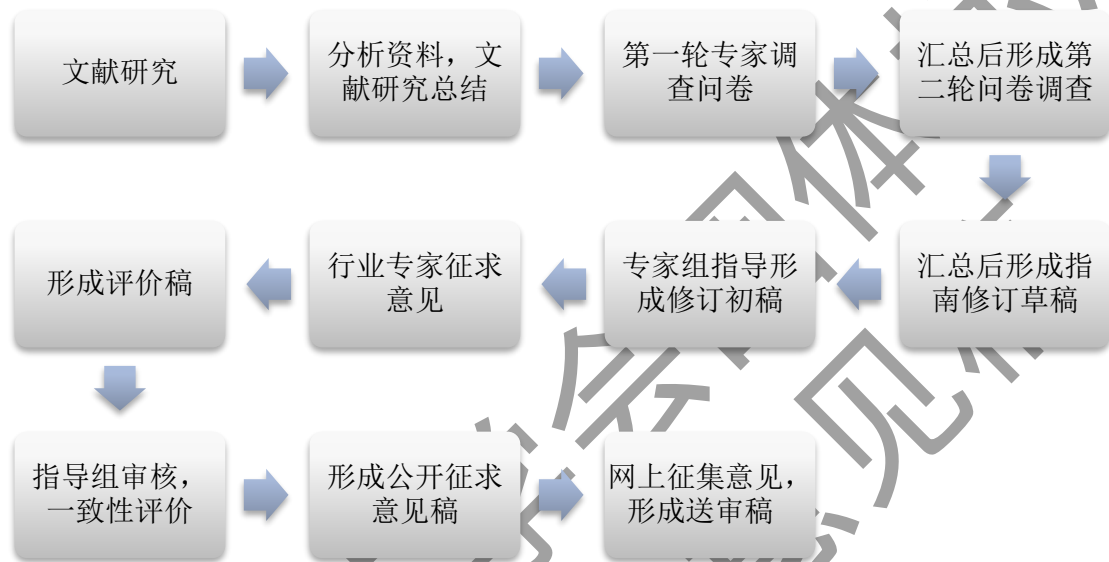 文献研究
分析资料，文
献研究总结
第一轮专家调
查问卷
汇总后形成第
二轮问卷调查
汇总后形成指
南修订草稿
专家组指导形
成修订初稿
行业专家征求
意见
形成评价稿
指导组审核，
一致性评价
形成公开征求
意见稿
网上征集意见，
形成送审稿